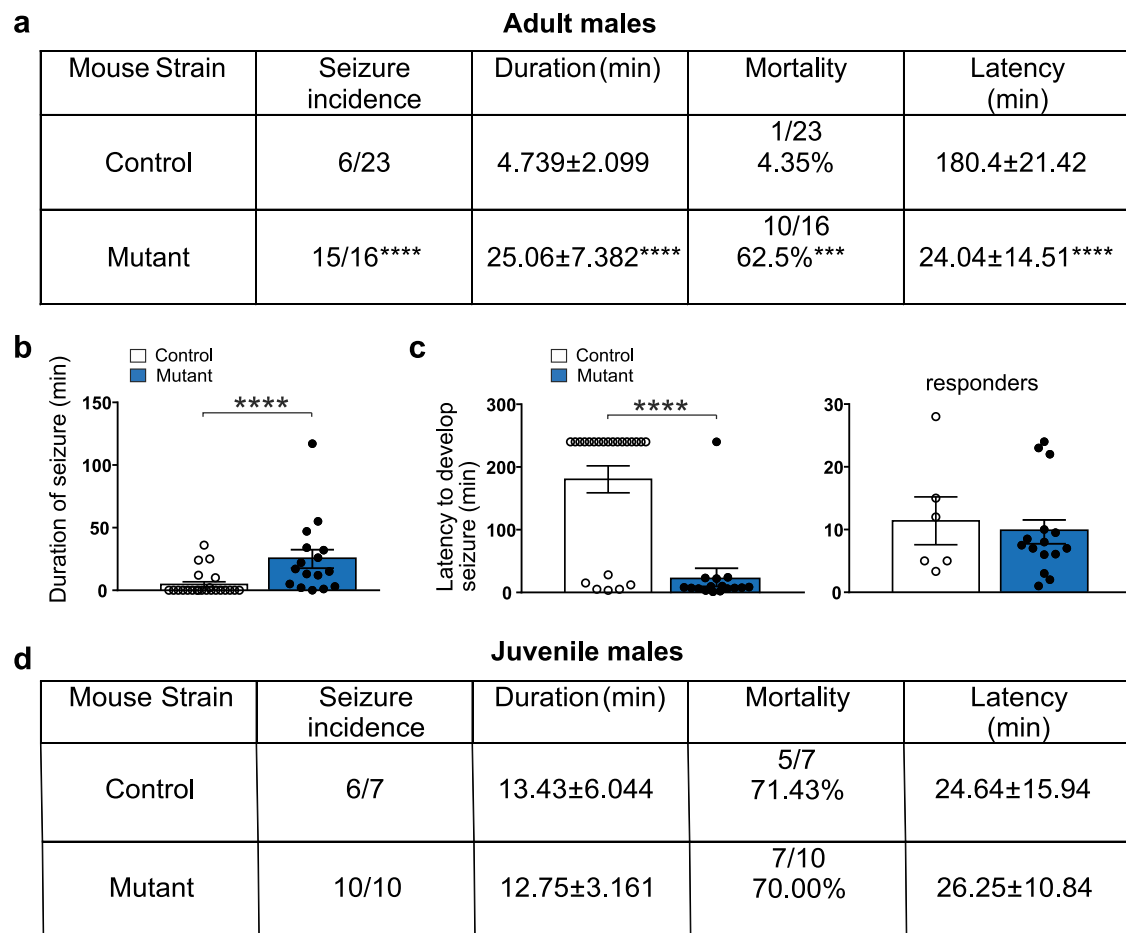 a
Adult males
Mouse Strain
Seizure
incidence
Duration (min)
Mortality
Latency
(min)
Control
6/23
4.739±2.099
1/23
4.35%
180.4±21.42
Mutant
15/16****
25.06±7.382****
10/16
62.5%***
24.04±14.51****
b
Control
Mutant
Duration of seizure (min)
150
100
50
0
****
c
Control
Mutant
Latency to develop
seizure (min)
300
200
100
0
****
responders
30
20
10
0
d
Juvenile males
Mouse Strain
Seizure
incidence
Duration (min)
Mortality
Latency
(min)
Control
6/7
13.43±6.044
5/7
71.43%
24.64±15.94
Mutant
10/10
12.75±3.161
7/10
70.00%
26.25±10.84